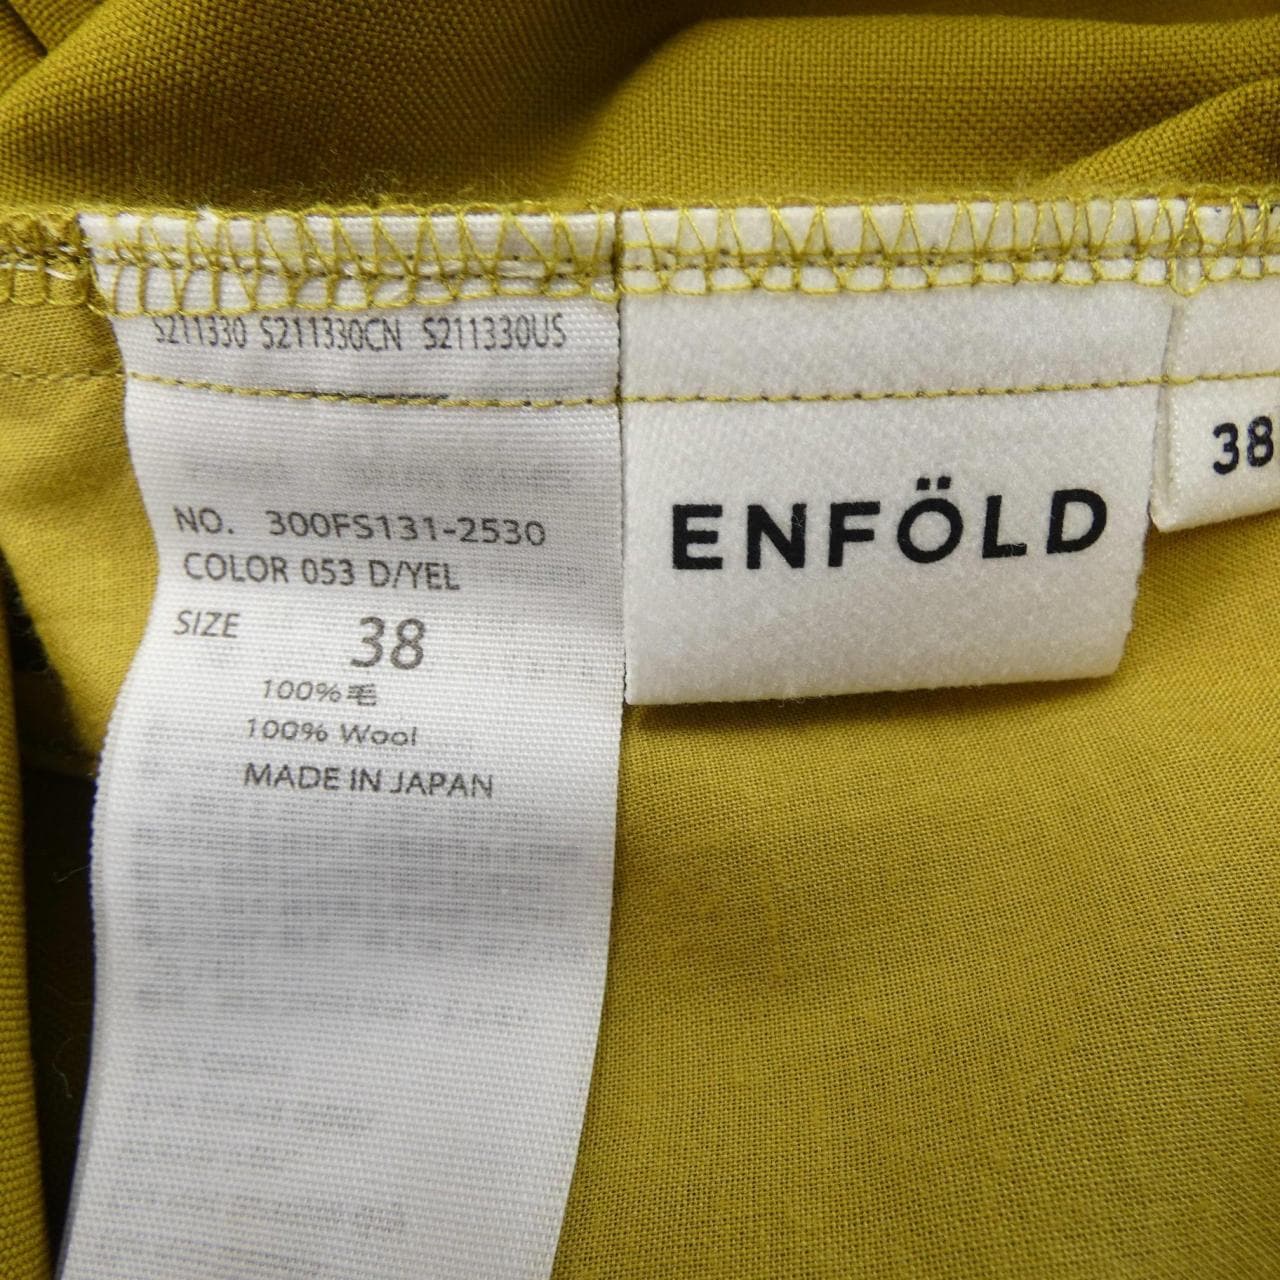 S211330 S211330CN S211330US
NO. 300FS131-2530
COLOR 053 D/YEL
SIZE 38
100%毛
100% Wool
MADE IN JAPAN
ENFÖLD
38